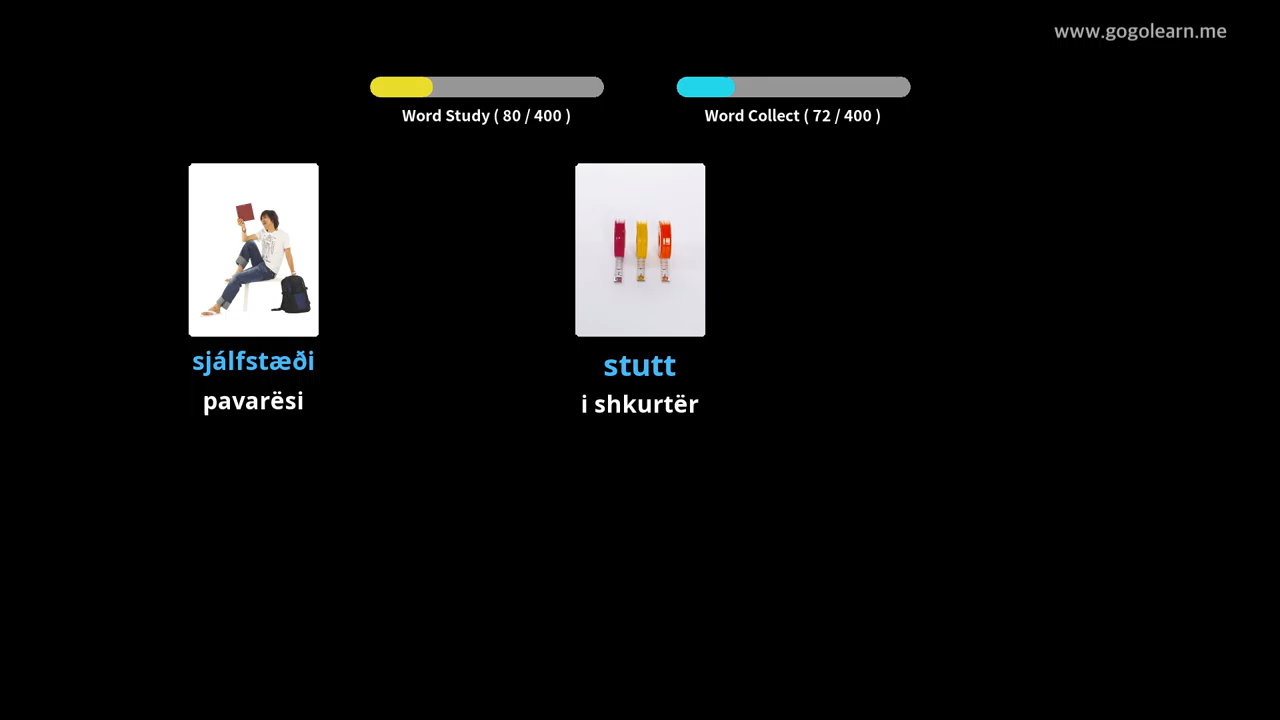 www.gogolearn.me
Word Study ( 80 / 400 )
Word Collect ( 72 / 400 )
sjálfstæði
pavarësi
stutt
i shkurtër